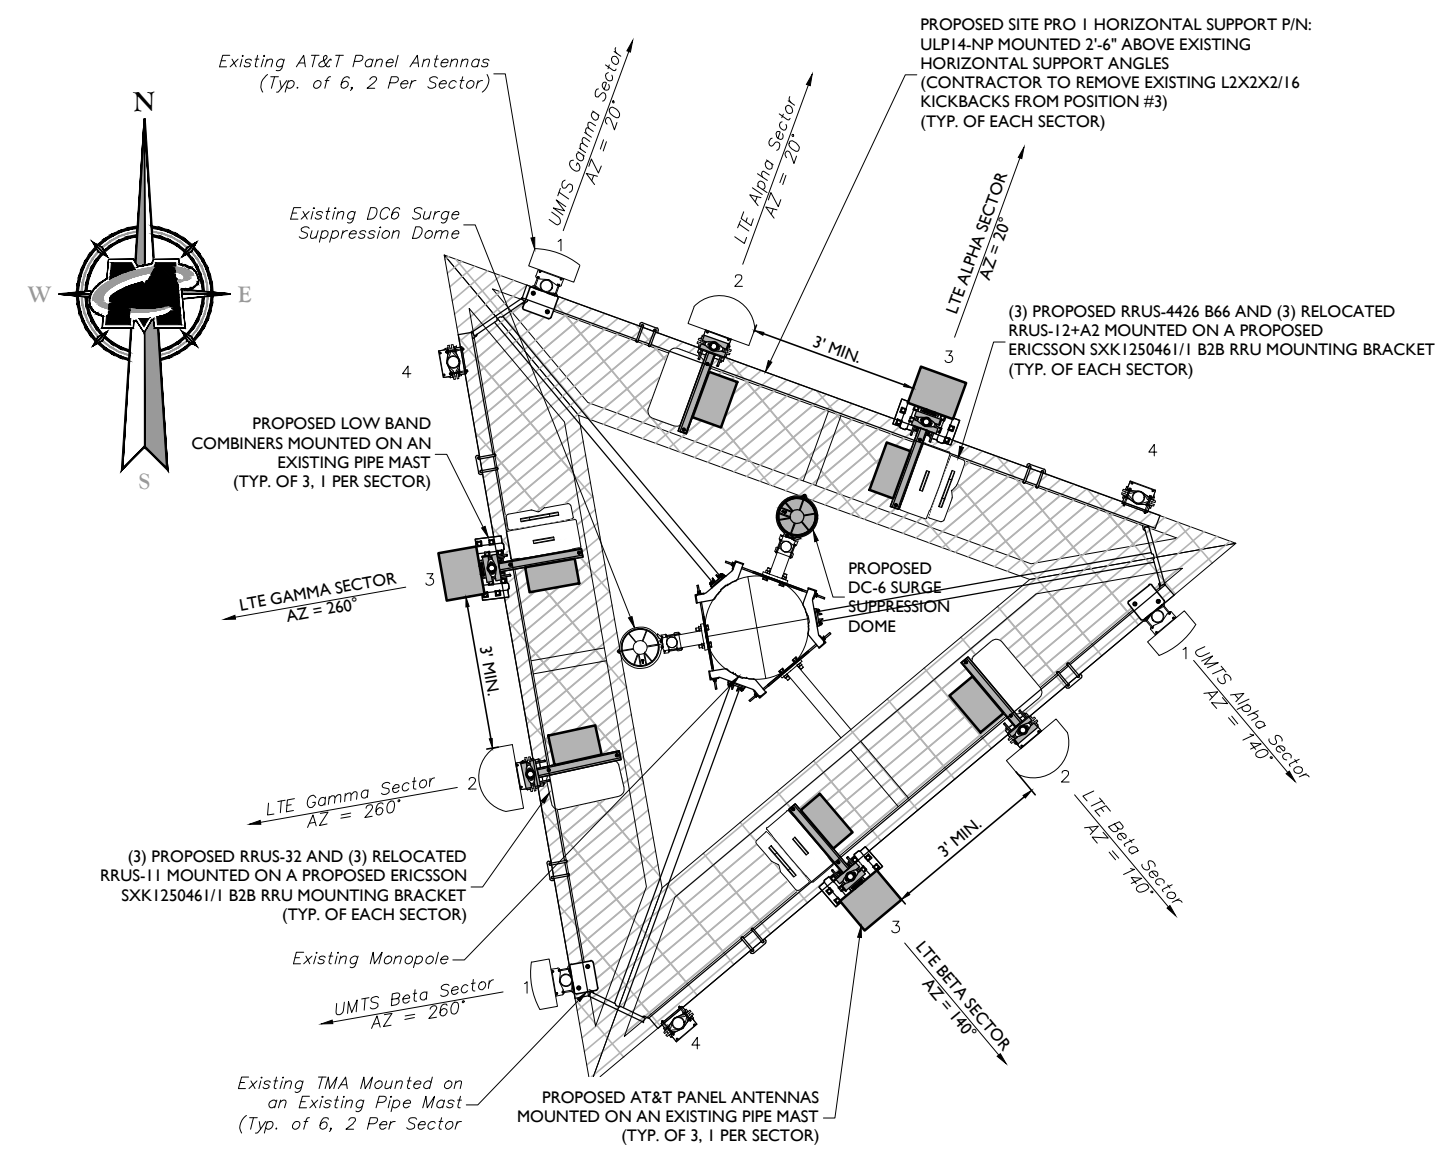 PROPOSED SITE PRO 1 HORIZONTAL SUPPORT P/N:
ULP14-NP MOUNTED 2'-6" ABOVE EXISTING
HORIZONTAL SUPPORT ANGLES
(CONTRACTOR TO REMOVE EXISTING L2X2X2/16
KICKBACKS FROM POSITION #3)
(TYP. OF EACH SECTOR)
Existing AT&T Panel Antennas
(Typ. of 6, 2 Per Sector)
UMTS Gamma Sector
AZ = 20°
LTE Alpha Sector
AZ = 20°
LTE ALPHA SECTOR
AZ = 20°
N
W
E
S
Existing DC6 Surge
Suppression Dome
1
2
3
4
3' MIN.
(3) PROPOSED RRUS-4426 B66 AND (3) RELOCATED
RRUS-12+A2 MOUNTED ON A PROPOSED
ERICSSON SXK1250461/1 B2B RRU MOUNTING BRACKET
(TYP. OF EACH SECTOR)
4
PROPOSED LOW BAND
COMBINERS MOUNTED ON AN
EXISTING PIPE MAST
(TYP. OF 3, 1 PER SECTOR)
3
LTE GAMMA SECTOR
AZ = 260°
3' MIN.
PROPOSED
DC-6 SURGE
SUPPRESSION
DOME
1
UMTS Alpha Sector
AZ = 140°
2
LTE Gamma Sector
AZ = 260°
2
LTE Beta Sector
AZ = 140°
3' MIN.
(3) PROPOSED RRUS-32 AND (3) RELOCATED
RRUS-11 MOUNTED ON A PROPOSED ERICSSON
SXK1250461/1 B2B RRU MOUNTING BRACKET
(TYP. OF EACH SECTOR)
3
LTE BETA SECTOR
AZ = 140°
Existing Monopole
1
UMTS Beta Sector
AZ = 260°
4
Existing TMA Mounted on
an Existing Pipe Mast
(Typ. of 6, 2 Per Sector
PROPOSED AT&T PANEL ANTENNAS
MOUNTED ON AN EXISTING PIPE MAST
(TYP. OF 3, 1 PER SECTOR)